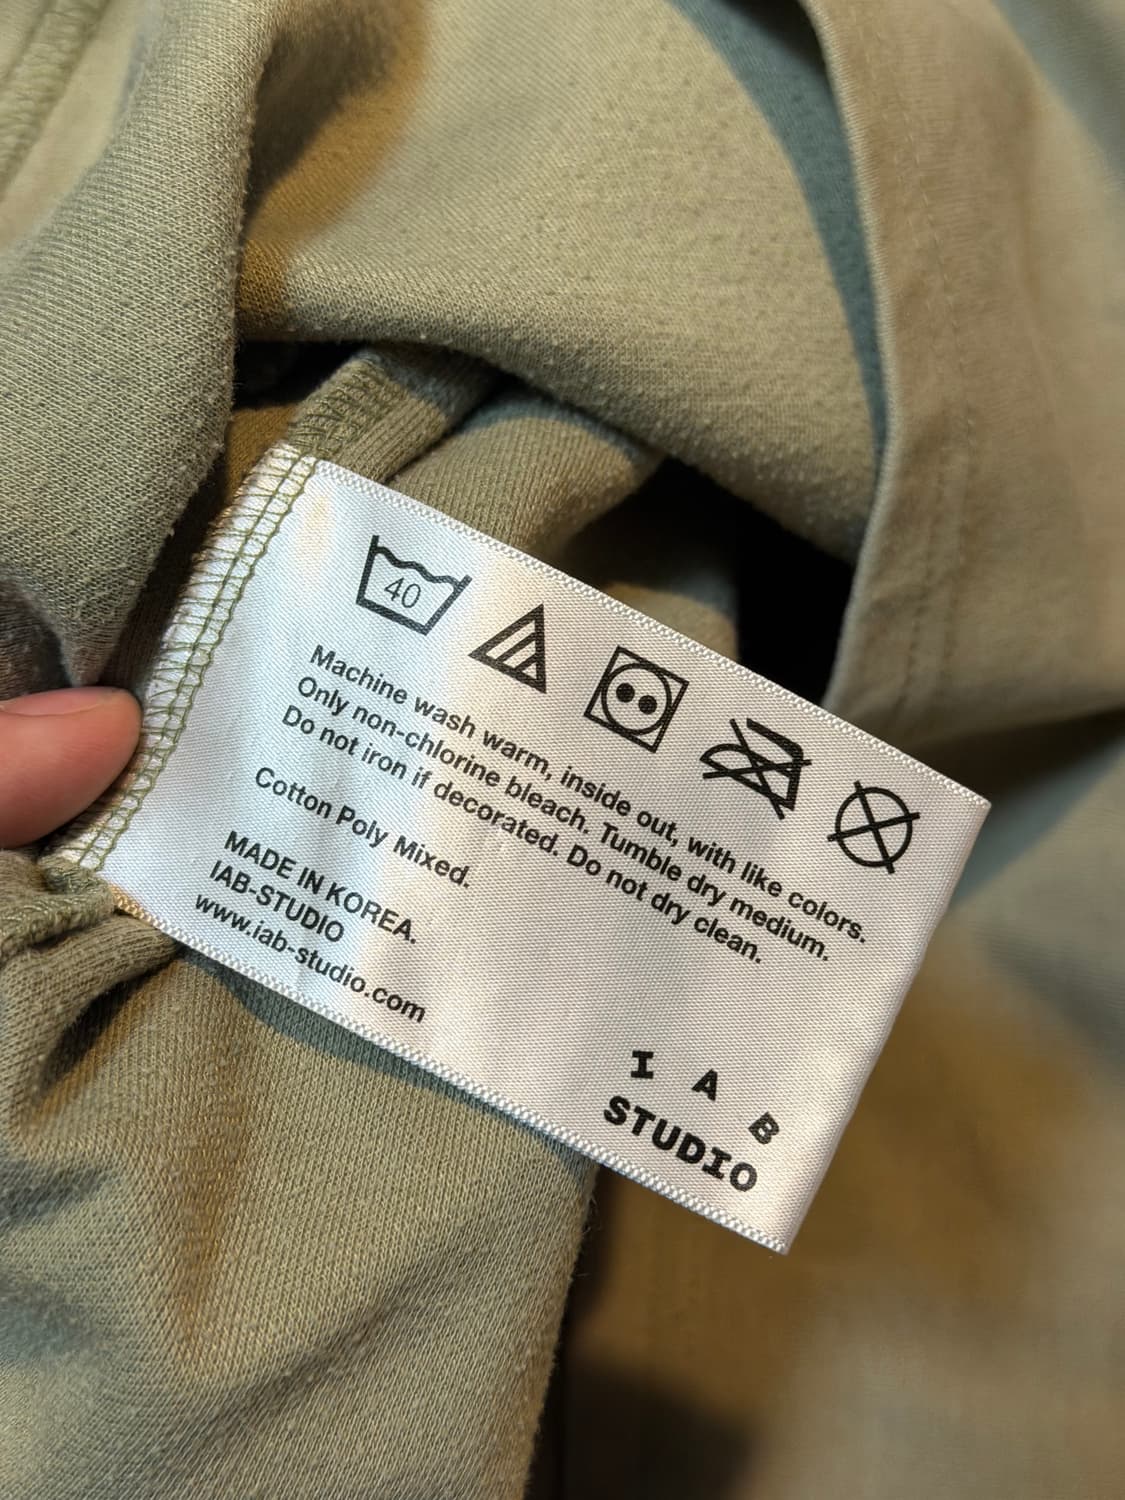 40
Machine wash warm, inside out, with like colors.
Only non-chlorine bleach. Tumble dry medium.
Do not iron if decorated. Do not dry clean.
Cotton Poly Mixed.
MADE IN KOREA.
IAB-STUDIO
www.iab-studio.com
I A B
STUDIO